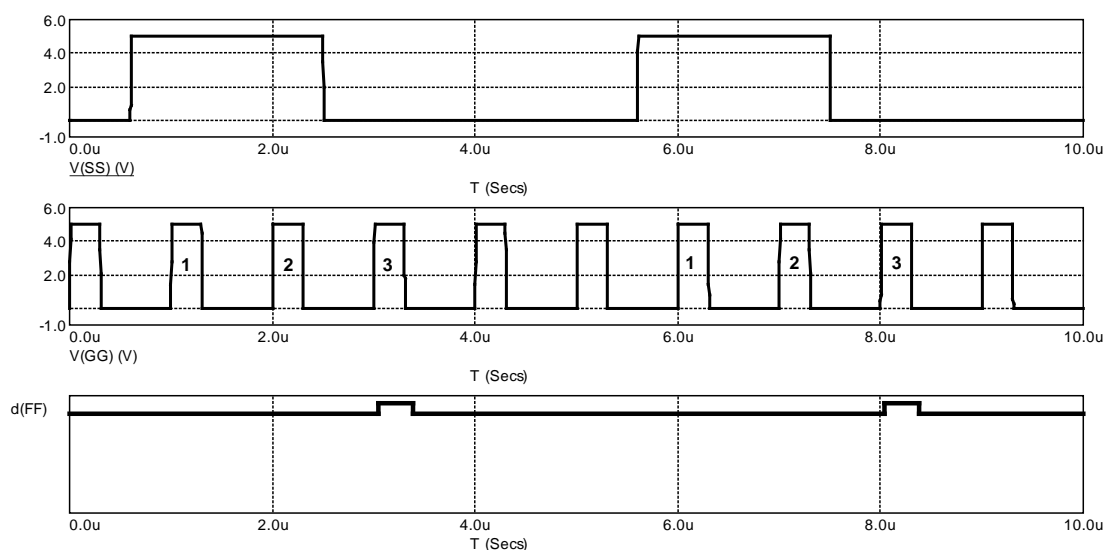 6.0
4.0
2.0
-1.0
0.0u 2.0u 4.0u 6.0u 8.0u 10.0u
V(SS) (V)
T (Secs)
6.0
4.0
2.0
-1.0
1 2 3 1 2 3
0.0u 2.0u 4.0u 6.0u 8.0u 10.0u
V(GG) (V)
T (Secs)
d(FF)
0.0u 2.0u 4.0u 6.0u 8.0u 10.0u
T (Secs)